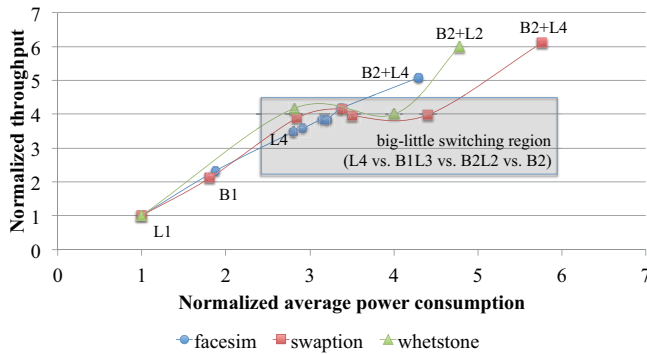 Normalized throughput
7
6
5
4
3
2
1
0
B2+L2
B2+L4
B2+L4
L4
big-little switching region
(L4 vs. B1L3 vs. B2L2 vs. B2)
B1
L1
0 1 2 3 4 5 6 7
Normalized average power consumption
facesim swaption whetstone